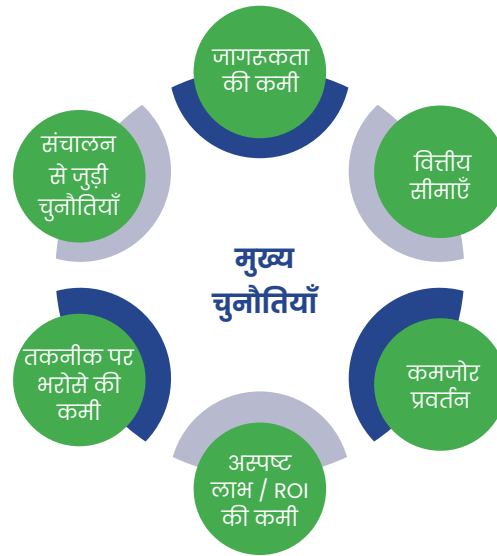 जागरूकता
की कमी
वित्तीय
सीमाएँ
कमजोर
प्रवर्तन
अस्पष्ट
लाभ / ROI
की कमी
तकनीक पर
भरोसे की
कमी
संचालन
से जुड़ी
चुनौतियाँ
मुख्य
चुनौतियाँ